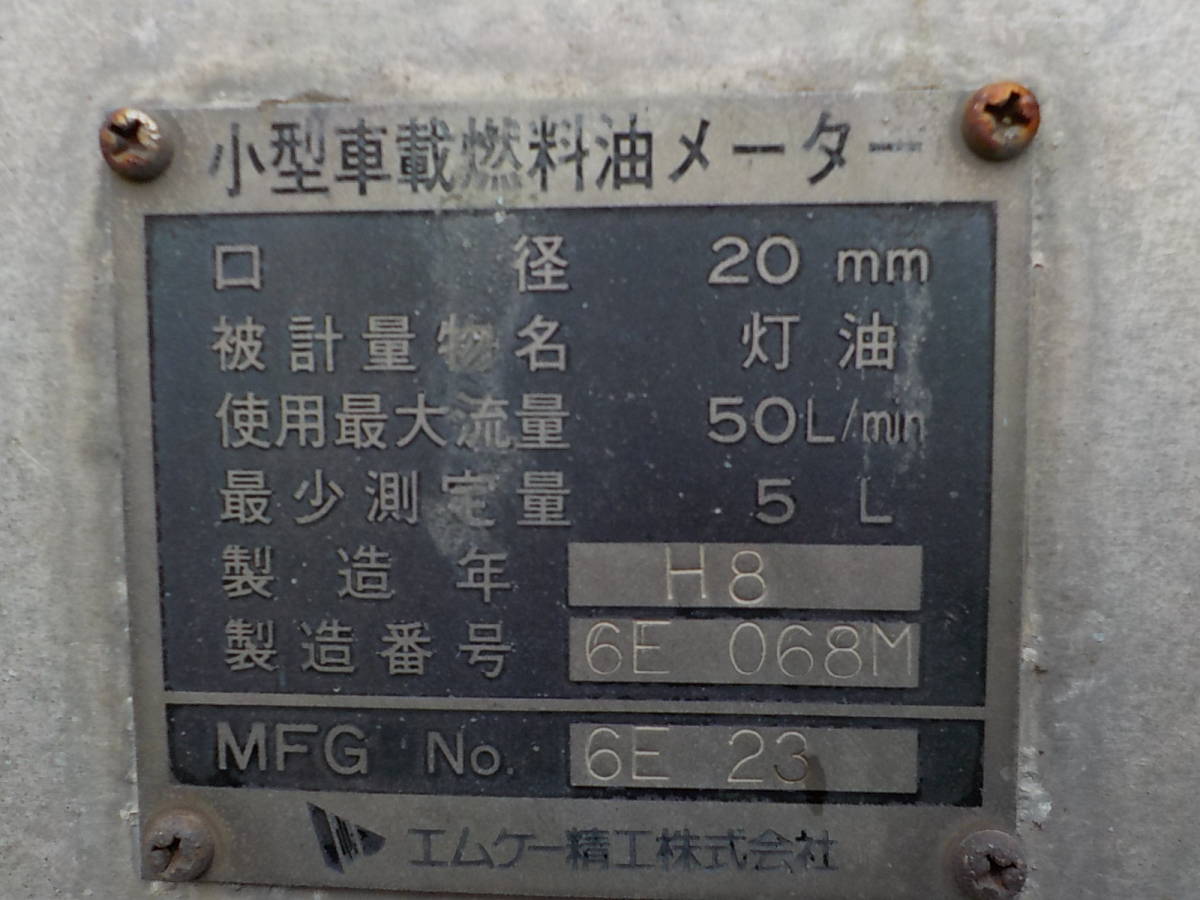 小型車載燃料油メーター
口径 20 mm
被計量物名 灯油
使用最大流量 50L/min
最少測定量 5 L
製造年 H8
製造番号 6E 068M
MFG No. 6E 23
エムケー精工株式会社